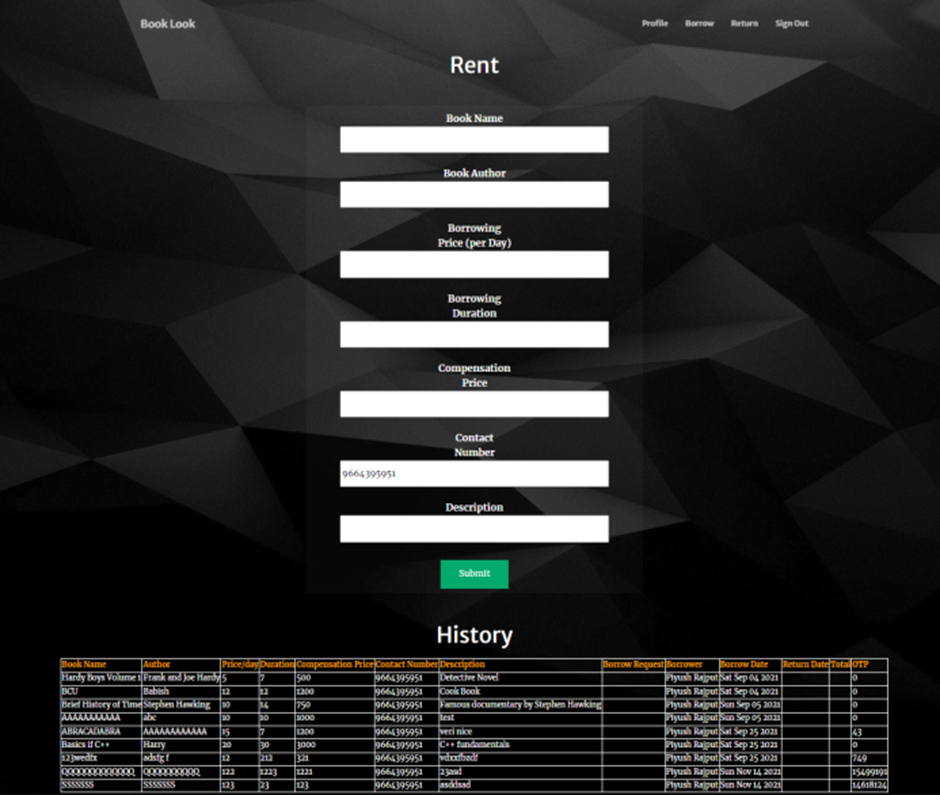 Book Look
Profile Borrow Return Sign Out
Rent
Book Name
Book Author
Borrowing
Price (per Day)
Borrowing
Duration
Compensation
Price
Contact
Number
9664395951
Description
Submit
History
Book Name Author Price/day Duration Compensation Price Contact Number Description Borrow Request Borrower Borrow Date Return Date Total OTP
Hardy Boys Volume 1 Frank and Joe Hardy 5 7 500 9664395951 Detective Novel Piyush Rajput Sat Sep 04 2021 0
BCU Babish 12 12 1200 9664395951 Cook Book Piyush Rajput Sat Sep 04 2021 0
Brief History of Time Stephen Hawking 10 14 750 9664395951 Famous documentary by Stephen Hawking Piyush Rajput Sun Sep 05 2021 0
AAAAAAAAAAA abc 10 10 1000 9664395951 test Piyush Rajput Sun Sep 05 2021 0
ABRACADABRA AAAAAAAAAAAA 15 7 1200 9664395951 veri nice Piyush Rajput Sat Sep 25 2021 43
Basics if C++ Harry 20 30 3000 9664395951 C++ fundamentals Piyush Rajput Sat Sep 25 2021 0
123wedfx adsfg f 12 212 321 9664395951 Piyush Rajput Sat Sep 25 2021 749
QQQQQQQQQQQQQ QQQQQQQQQQ 122 1223 1221 9664395951 23asd Piyush Rajput Sun Nov 14 2021 15499191
SSSSSSS SSSSSSS 123 23 123 9664395951 asddsad Piyush Rajput Sun Nov 14 2021 14618124